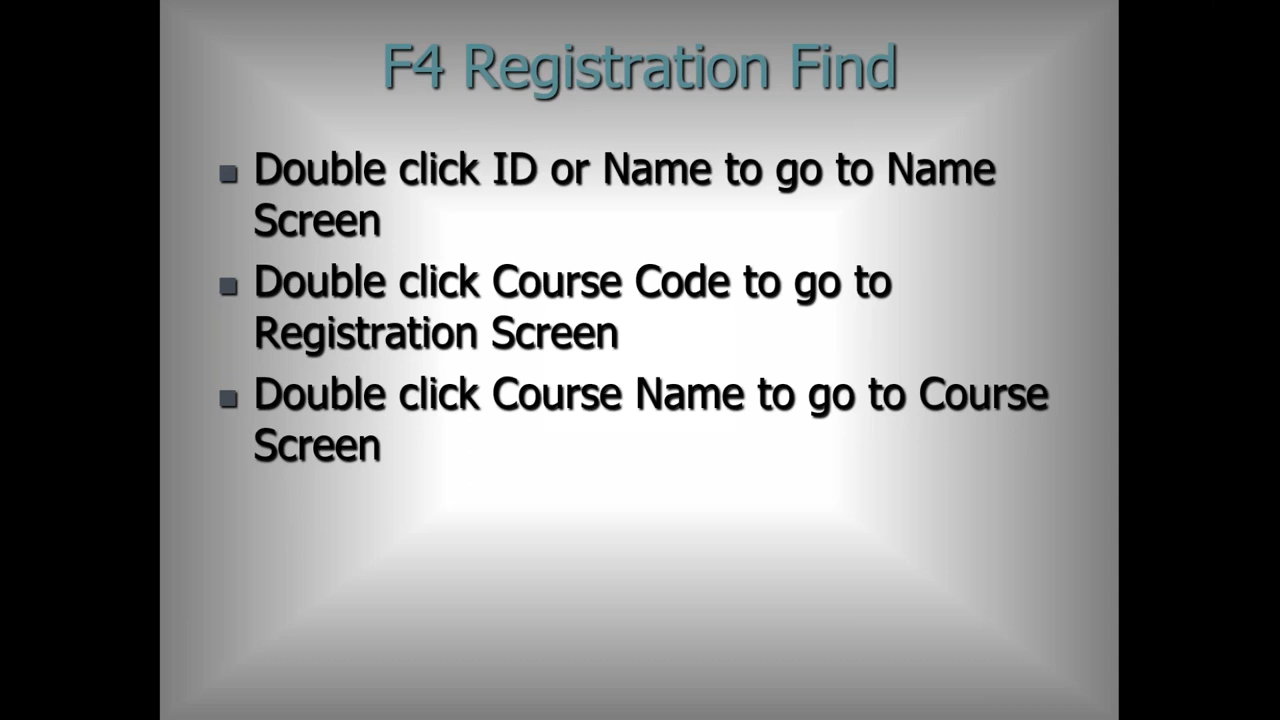 F4 Registration Find
Double click ID or Name to go to Name
Screen
Double click Course Code to go to
Registration Screen
Double click Course Name to go to Course
Screen